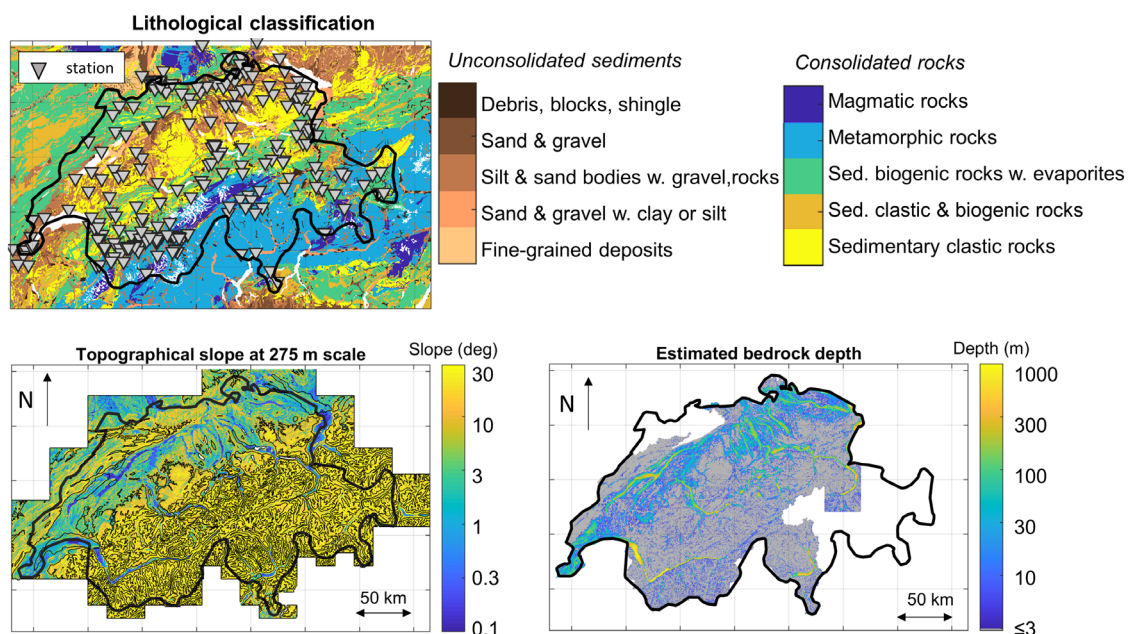 Lithological classification
station
Unconsolidated sediments
Debris, blocks, shingle
Sand & gravel
Silt & sand bodies w. gravel,rocks
Sand & gravel w. clay or silt
Fine-grained deposits
Consolidated rocks
Magmatic rocks
Metamorphic rocks
Sed. biogenic rocks w. evaporites
Sed. clastic & biogenic rocks
Sedimentary clastic rocks
Topographical slope at 275 m scale
Slope (deg)
N
30
10
3
1
0.3
0.1
50 km
Estimated bedrock depth
Depth (m)
N
1000
300
100
30
10
≤3
50 km